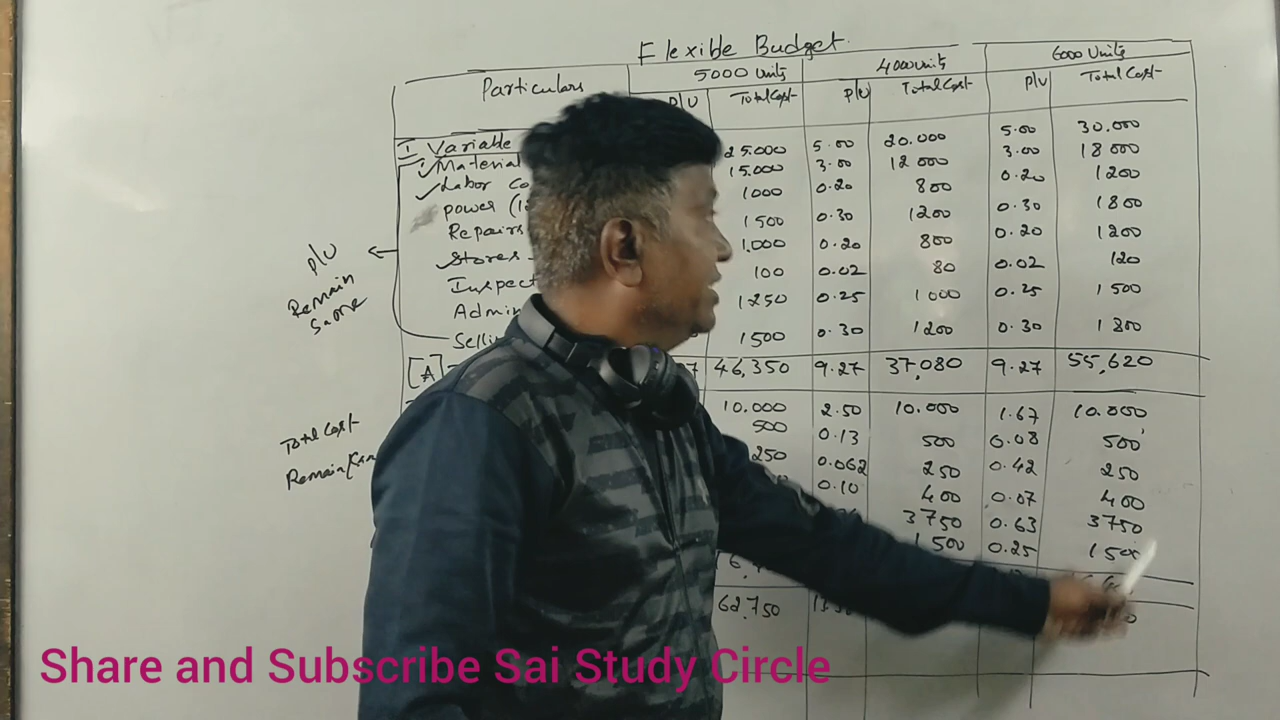 Flexible Budget.
Particulars 5000 Units 4000 Units 6000 Units
P/U Total Cost P/U Total Cost P/U Total Cost
I Variable
Material 25.000 5.00 20.000 5.00 30.000
Labor Co 15.000 3.00 12000 3.00 18000
power 1000 0.20 800 0.20 1200
Repairs 1500 0.30 1200 0.30 1800
Stores 1.000 0.20 800 0.20 1200
Inspect 100 0.02 80 0.02 120
Admin 1250 0.25 1000 0.25 1500
Selli 1500 0.30 1200 0.30 1800
[A] 7 46,350 9.27 37,080 9.27 55,620
10.000 2.50 10.000 1.67 10.000
500 0.13 500 0.08 500
250 0.062 250 0.42 250
0.10 400 0.07 400
3750 0.63 3750
1500 0.25 150
62.750
P/U
Remain
Same
Total Cost
Remain
Share and Subscribe Sai Study Circle